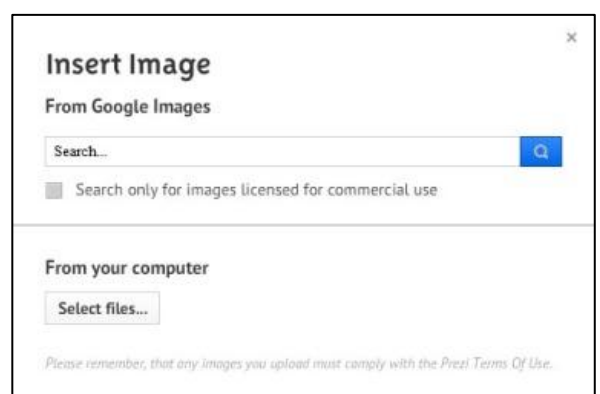 Insert Image
From Google Images
Search...
Search only for images licensed for commercial use
From your computer
Select files...
Please remember, that any images you upload must comply with the Prezi Terms Of Use.